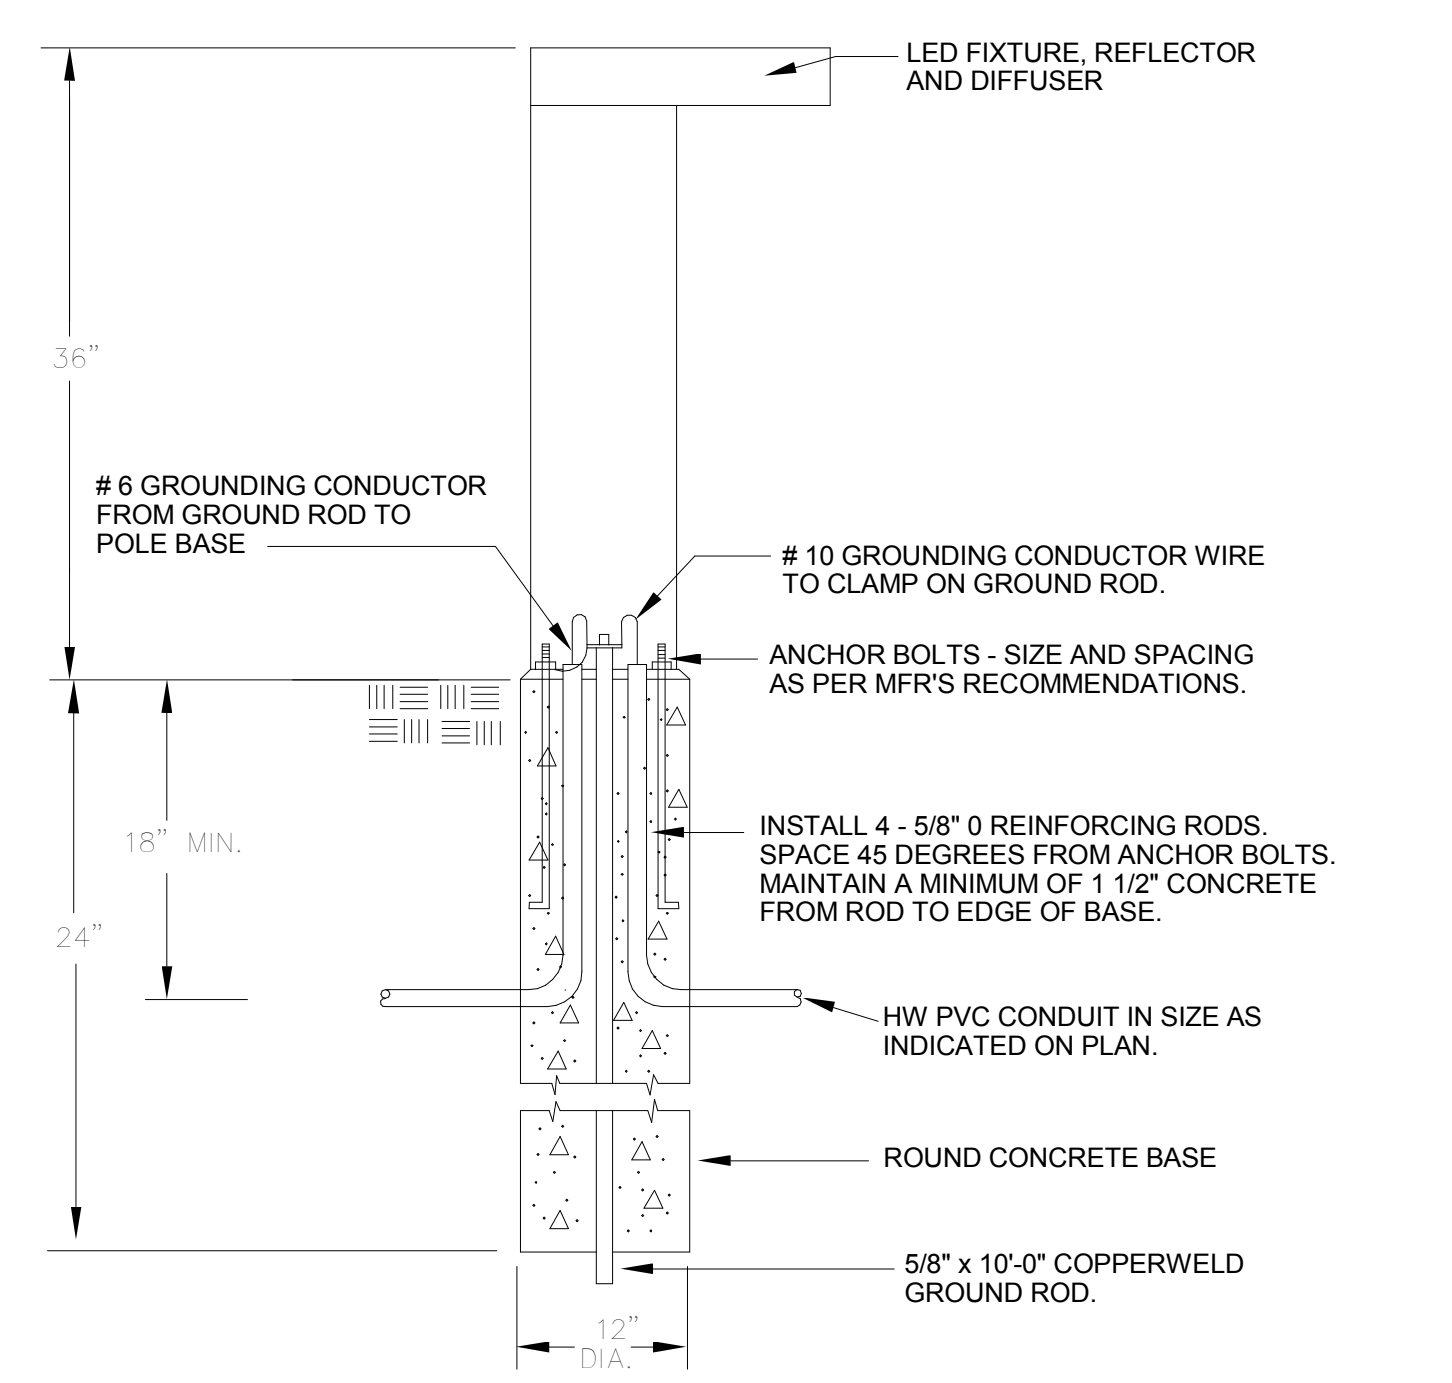 LED FIXTURE, REFLECTOR
AND DIFFUSER
36”
# 6 GROUNDING CONDUCTOR
FROM GROUND ROD TO
POLE BASE
# 10 GROUNDING CONDUCTOR WIRE
TO CLAMP ON GROUND ROD.
ANCHOR BOLTS - SIZE AND SPACING
AS PER MFR'S RECOMMENDATIONS.
18” MIN.
INSTALL 4 - 5/8" 0 REINFORCING RODS.
SPACE 45 DEGREES FROM ANCHOR BOLTS.
MAINTAIN A MINIMUM OF 1 1/2" CONCRETE
FROM ROD TO EDGE OF BASE.
24”
HW PVC CONDUIT IN SIZE AS
INDICATED ON PLAN.
ROUND CONCRETE BASE
5/8" x 10'-0" COPPERWELD
GROUND ROD.
12”
DIA.